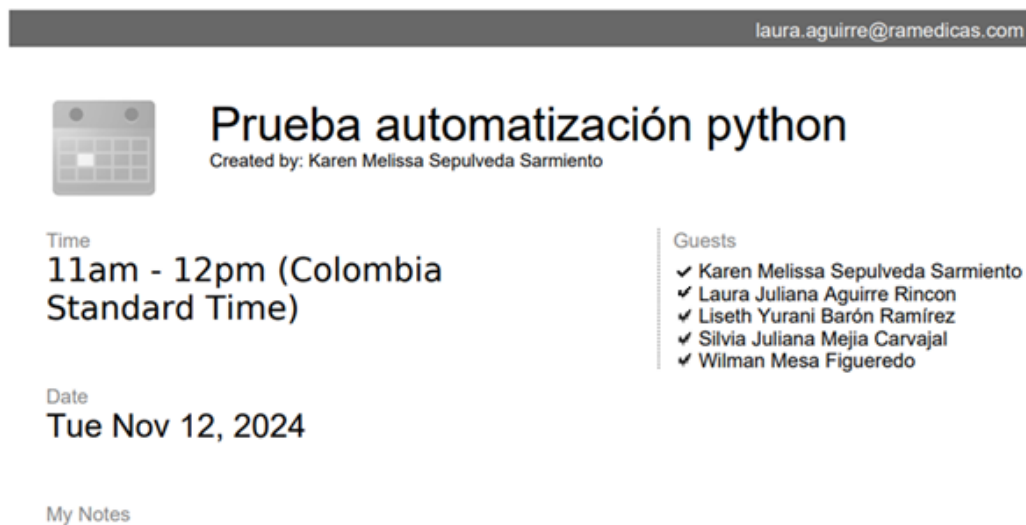 laura.aguirre@ramedicas.com
Prueba automatización python
Created by: Karen Melissa Sepulveda Sarmiento
Time
11am - 12pm (Colombia
Standard Time)
Date
Tue Nov 12, 2024
My Notes
Guests
Karen Melissa Sepulveda Sarmiento
Laura Juliana Aguirre Rincon
Liseth Yurani Barón Ramírez
Silvia Juliana Mejia Carvajal
Wilman Mesa Figueredo